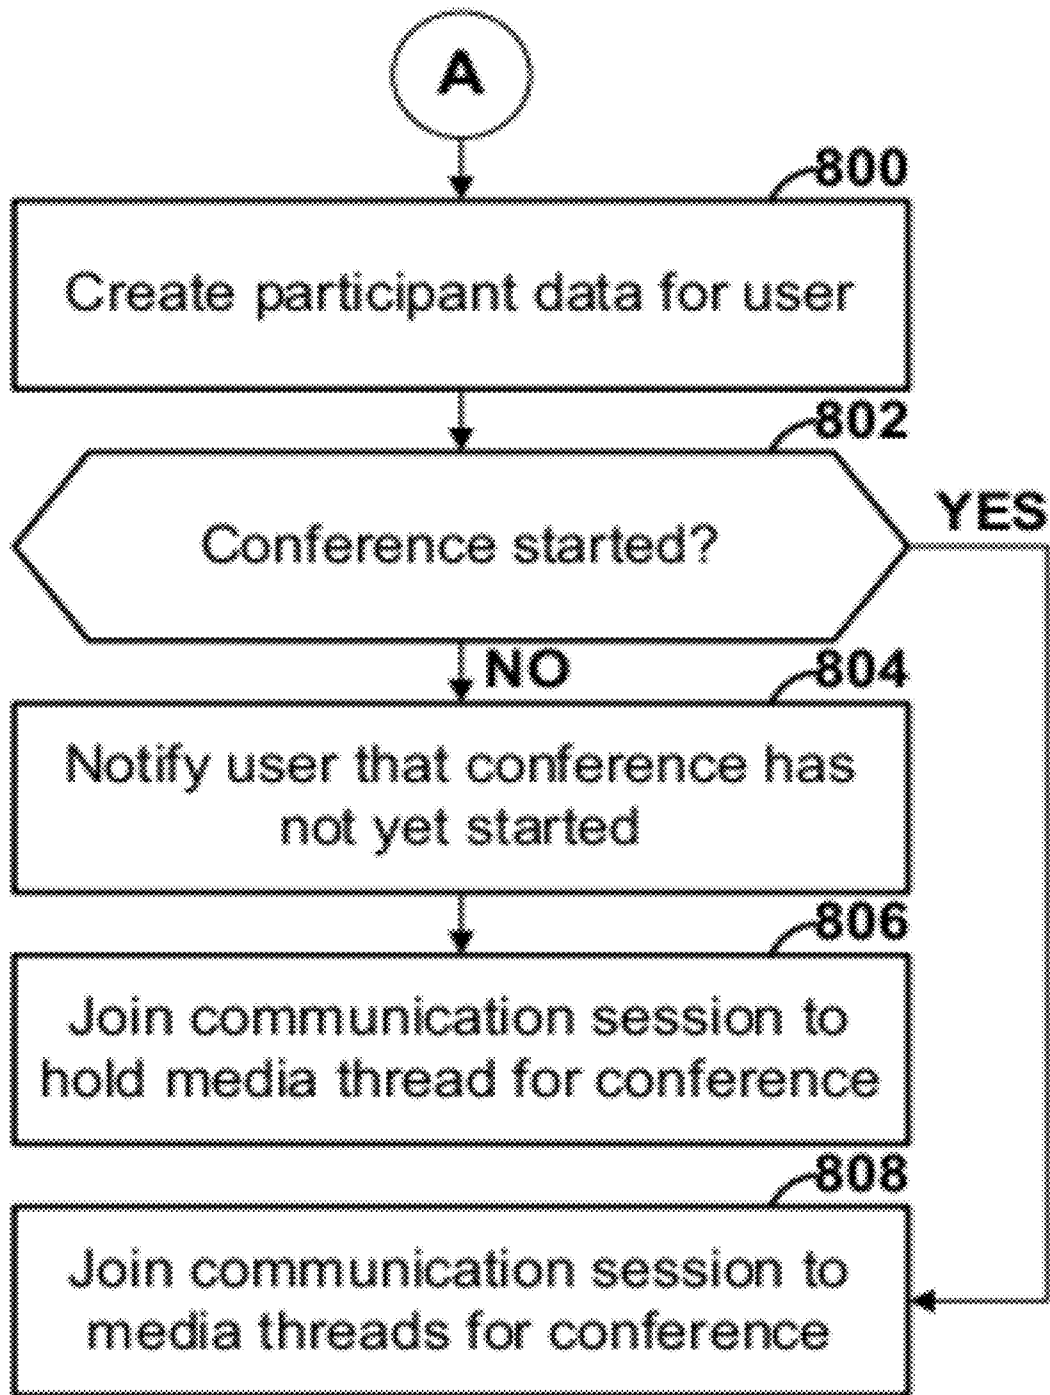 A
800
Create participant data for user
802
Conference started?
YES
NO
804
Notify user that conference has
not yet started
806
Join communication session to
hold media thread for conference
808
Join communication session to
media threads for conference